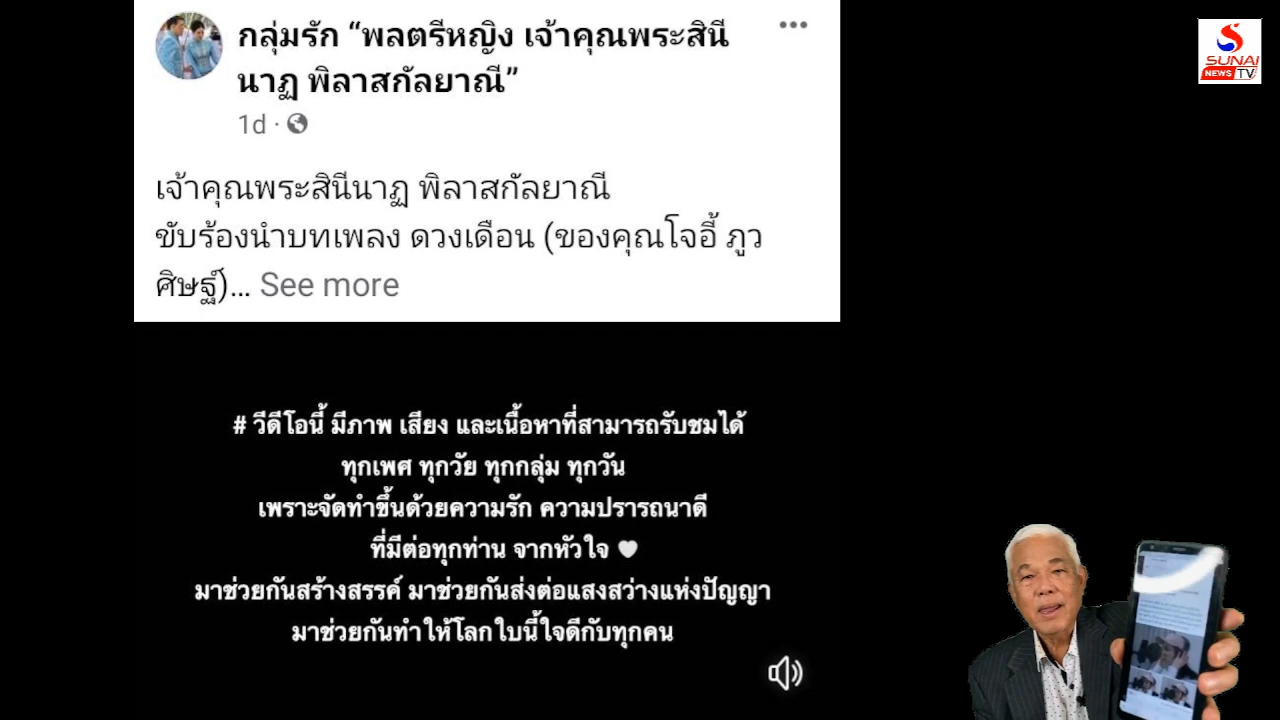 กลุ่มรัก “พลตรีหญิง เจ้าคุณพระสินี
นาฏ พิลาสกัลยาณี”
1d ·
เจ้าคุณพระสินีนาฏ พิลาสกัลยาณี
ขับร้องนำบทเพลง ดวงเดือน (ของคุณโจอี้ ภูว
ศิษฐ์)... See more
# วีดีโอนี้ มีภาพ เสียง และเนื้อหาที่สามารถรับชมได้
ทุกเพศ ทุกวัย ทุกกลุ่ม ทุกวัน
เพราะจัดทำขึ้นด้วยความรัก ความปรารถนาดี
ที่มีต่อทุกท่าน จากหัวใจ 🤍
มาช่วยกันสร้างสรรค์ มาช่วยกันส่งต่อแสงสว่างแห่งปัญญา
มาช่วยกันทำให้โลกใบนี้ใจดีกับทุกคน
SUNAI
NEWS TV